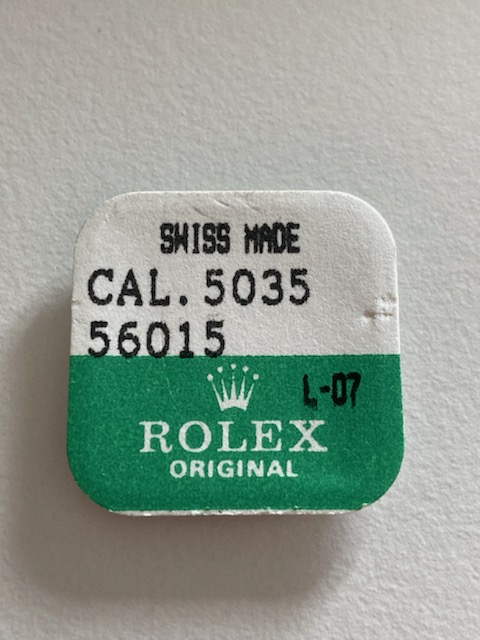 SWISS MADE
CAL. 5035
56015
L-07
ROLEX
ORIGINAL